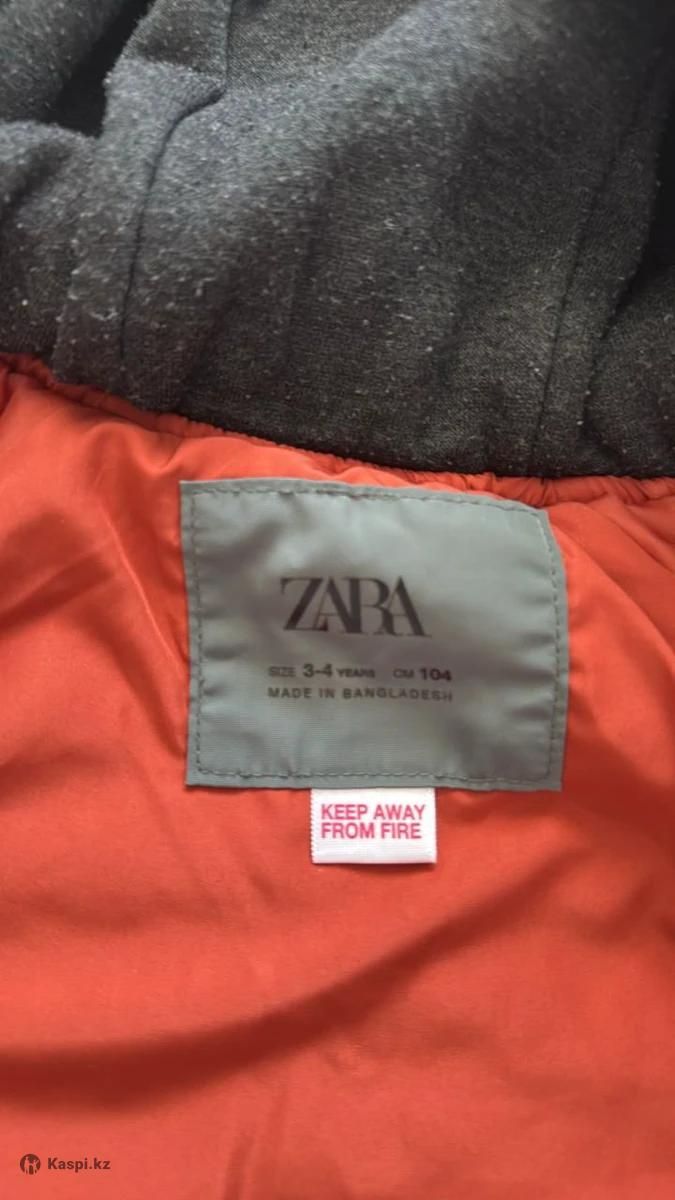 ZARA
SIZE 3-4 YEARS CM 104
MADE IN BANGLADESH
KEEP AWAY
FROM FIRE
Kaspi.kz